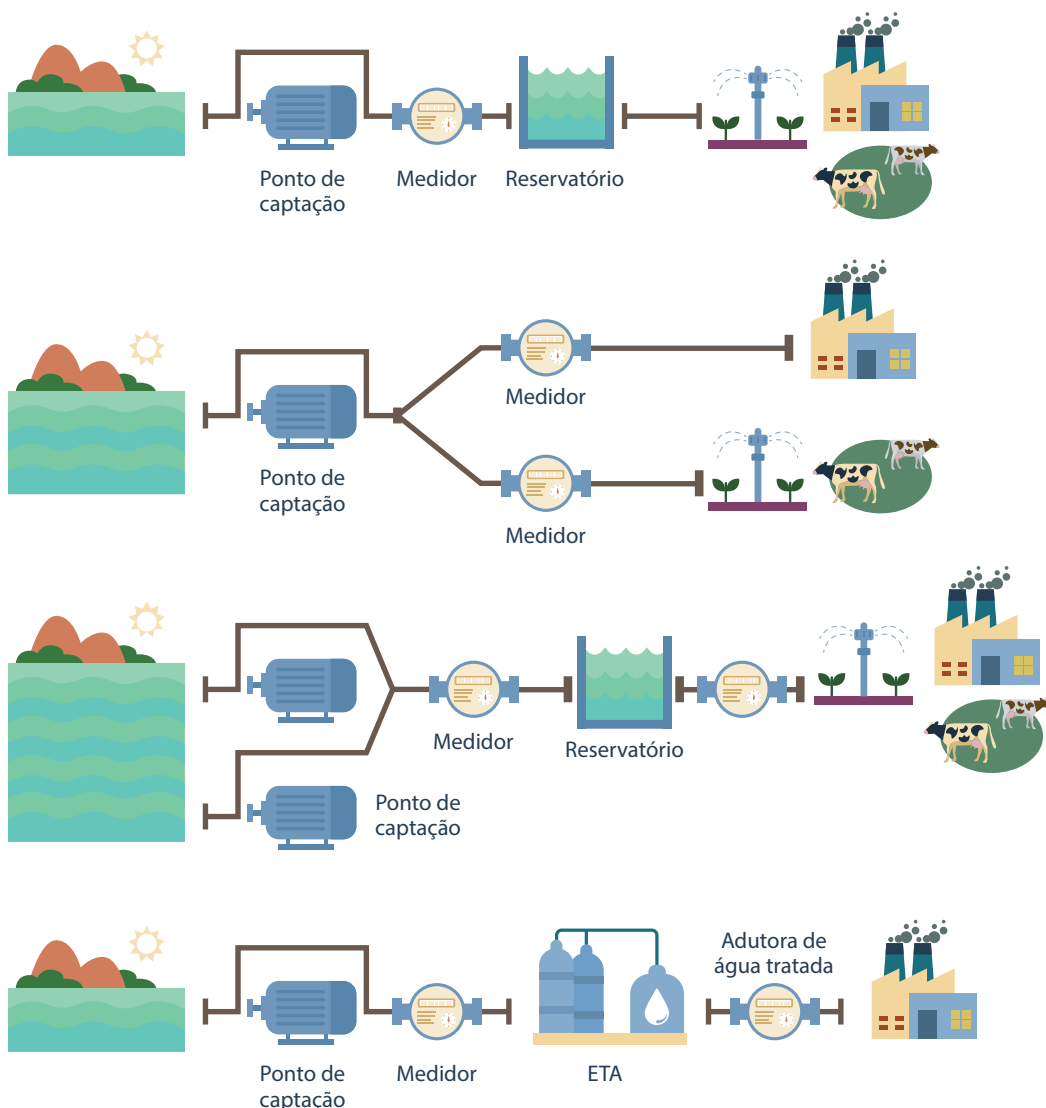 Ponto de
captação
Medidor
Reservatório
Medidor
Ponto de
captação
Medidor
Medidor
Reservatório
Ponto de
captação
Adutora de
água tratada
Ponto de
captação
Medidor
ETA